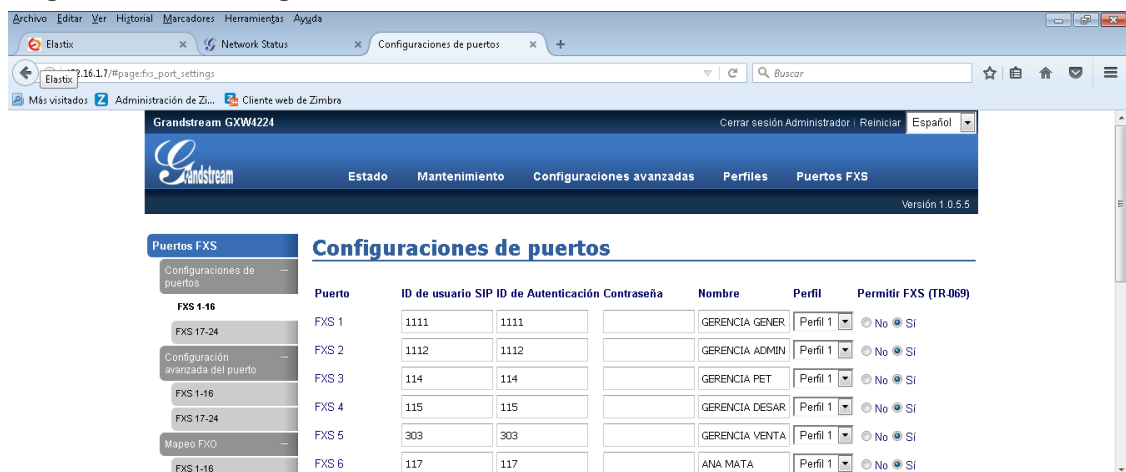 Archivo Editar Ver Historial Marcadores Herramientas Ayuda
Elastix
Network Status
Configuraciones de puertos
.16.1.7/#page:fxs_port_settings
Buscar
Elastix
Más visitados
Administración de Zi...
Cliente web de Zimbra
Grandstream GXW4224
Cerrar sesión Administrador | Reiniciar
Español
Grandstream
Estado
Mantenimiento
Configuraciones avanzadas
Perfiles
Puertos FXS
Versión 1.0.5.5
Puertos FXS
Configuraciones de puertos
FXS 1-16
FXS 17-24
Configuración avanzada del puerto
FXS 1-16
FXS 17-24
Mapeo FXO
FXS 1-16
Configuraciones de puertos
Puerto ID de usuario SIP ID de Autenticación Contraseña Nombre Perfil Permitir FXS (TR-069)
FXS 1 1111 1111 GERENCIA GENER Perfil 1 No Sí
FXS 2 1112 1112 GERENCIA ADMIN Perfil 1 No Sí
FXS 3 114 114 GERENCIA PET Perfil 1 No Sí
FXS 4 115 115 GERENCIA DESAR Perfil 1 No Sí
FXS 5 303 303 GERENCIA VENTA Perfil 1 No Sí
FXS 6 117 117 ANA MATA Perfil 1 No Sí